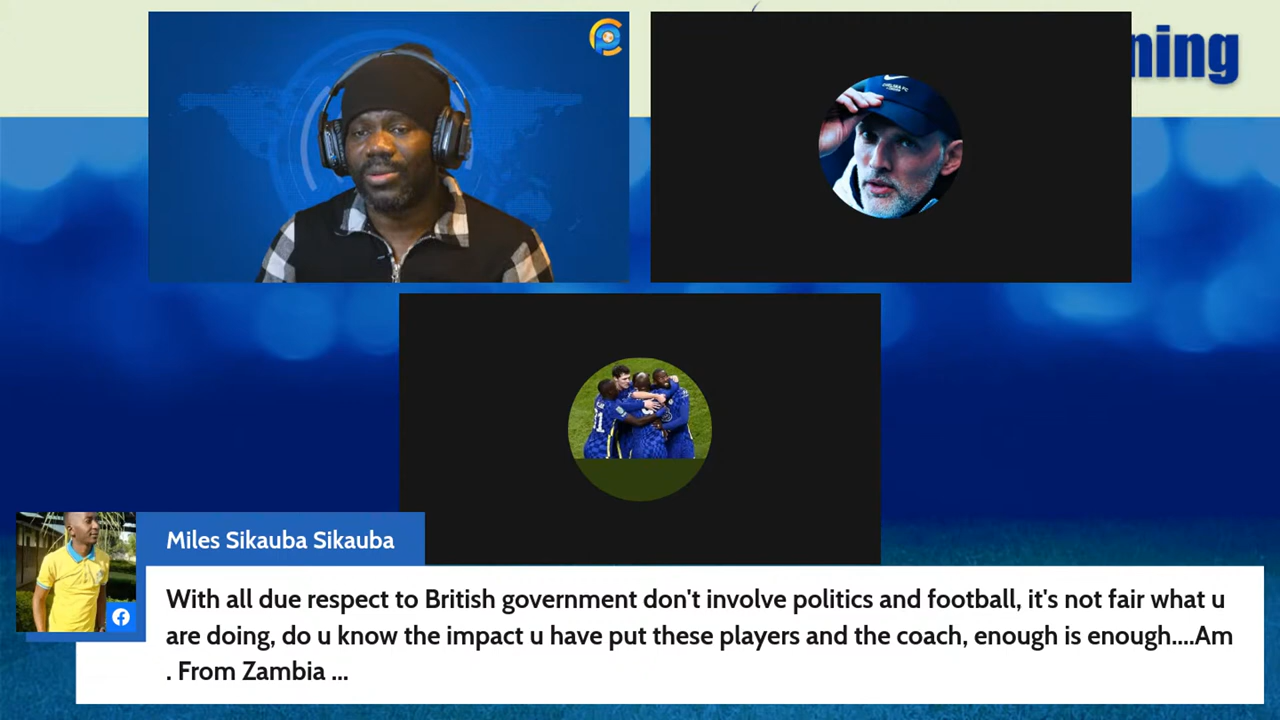 ning
CHELSEA FC
Miles Sikauba Sikauba
With all due respect to British government don't involve politics and football, it's not fair what u
are doing, do u know the impact u have put these players and the coach, enough is enough....Am
. From Zambia ...